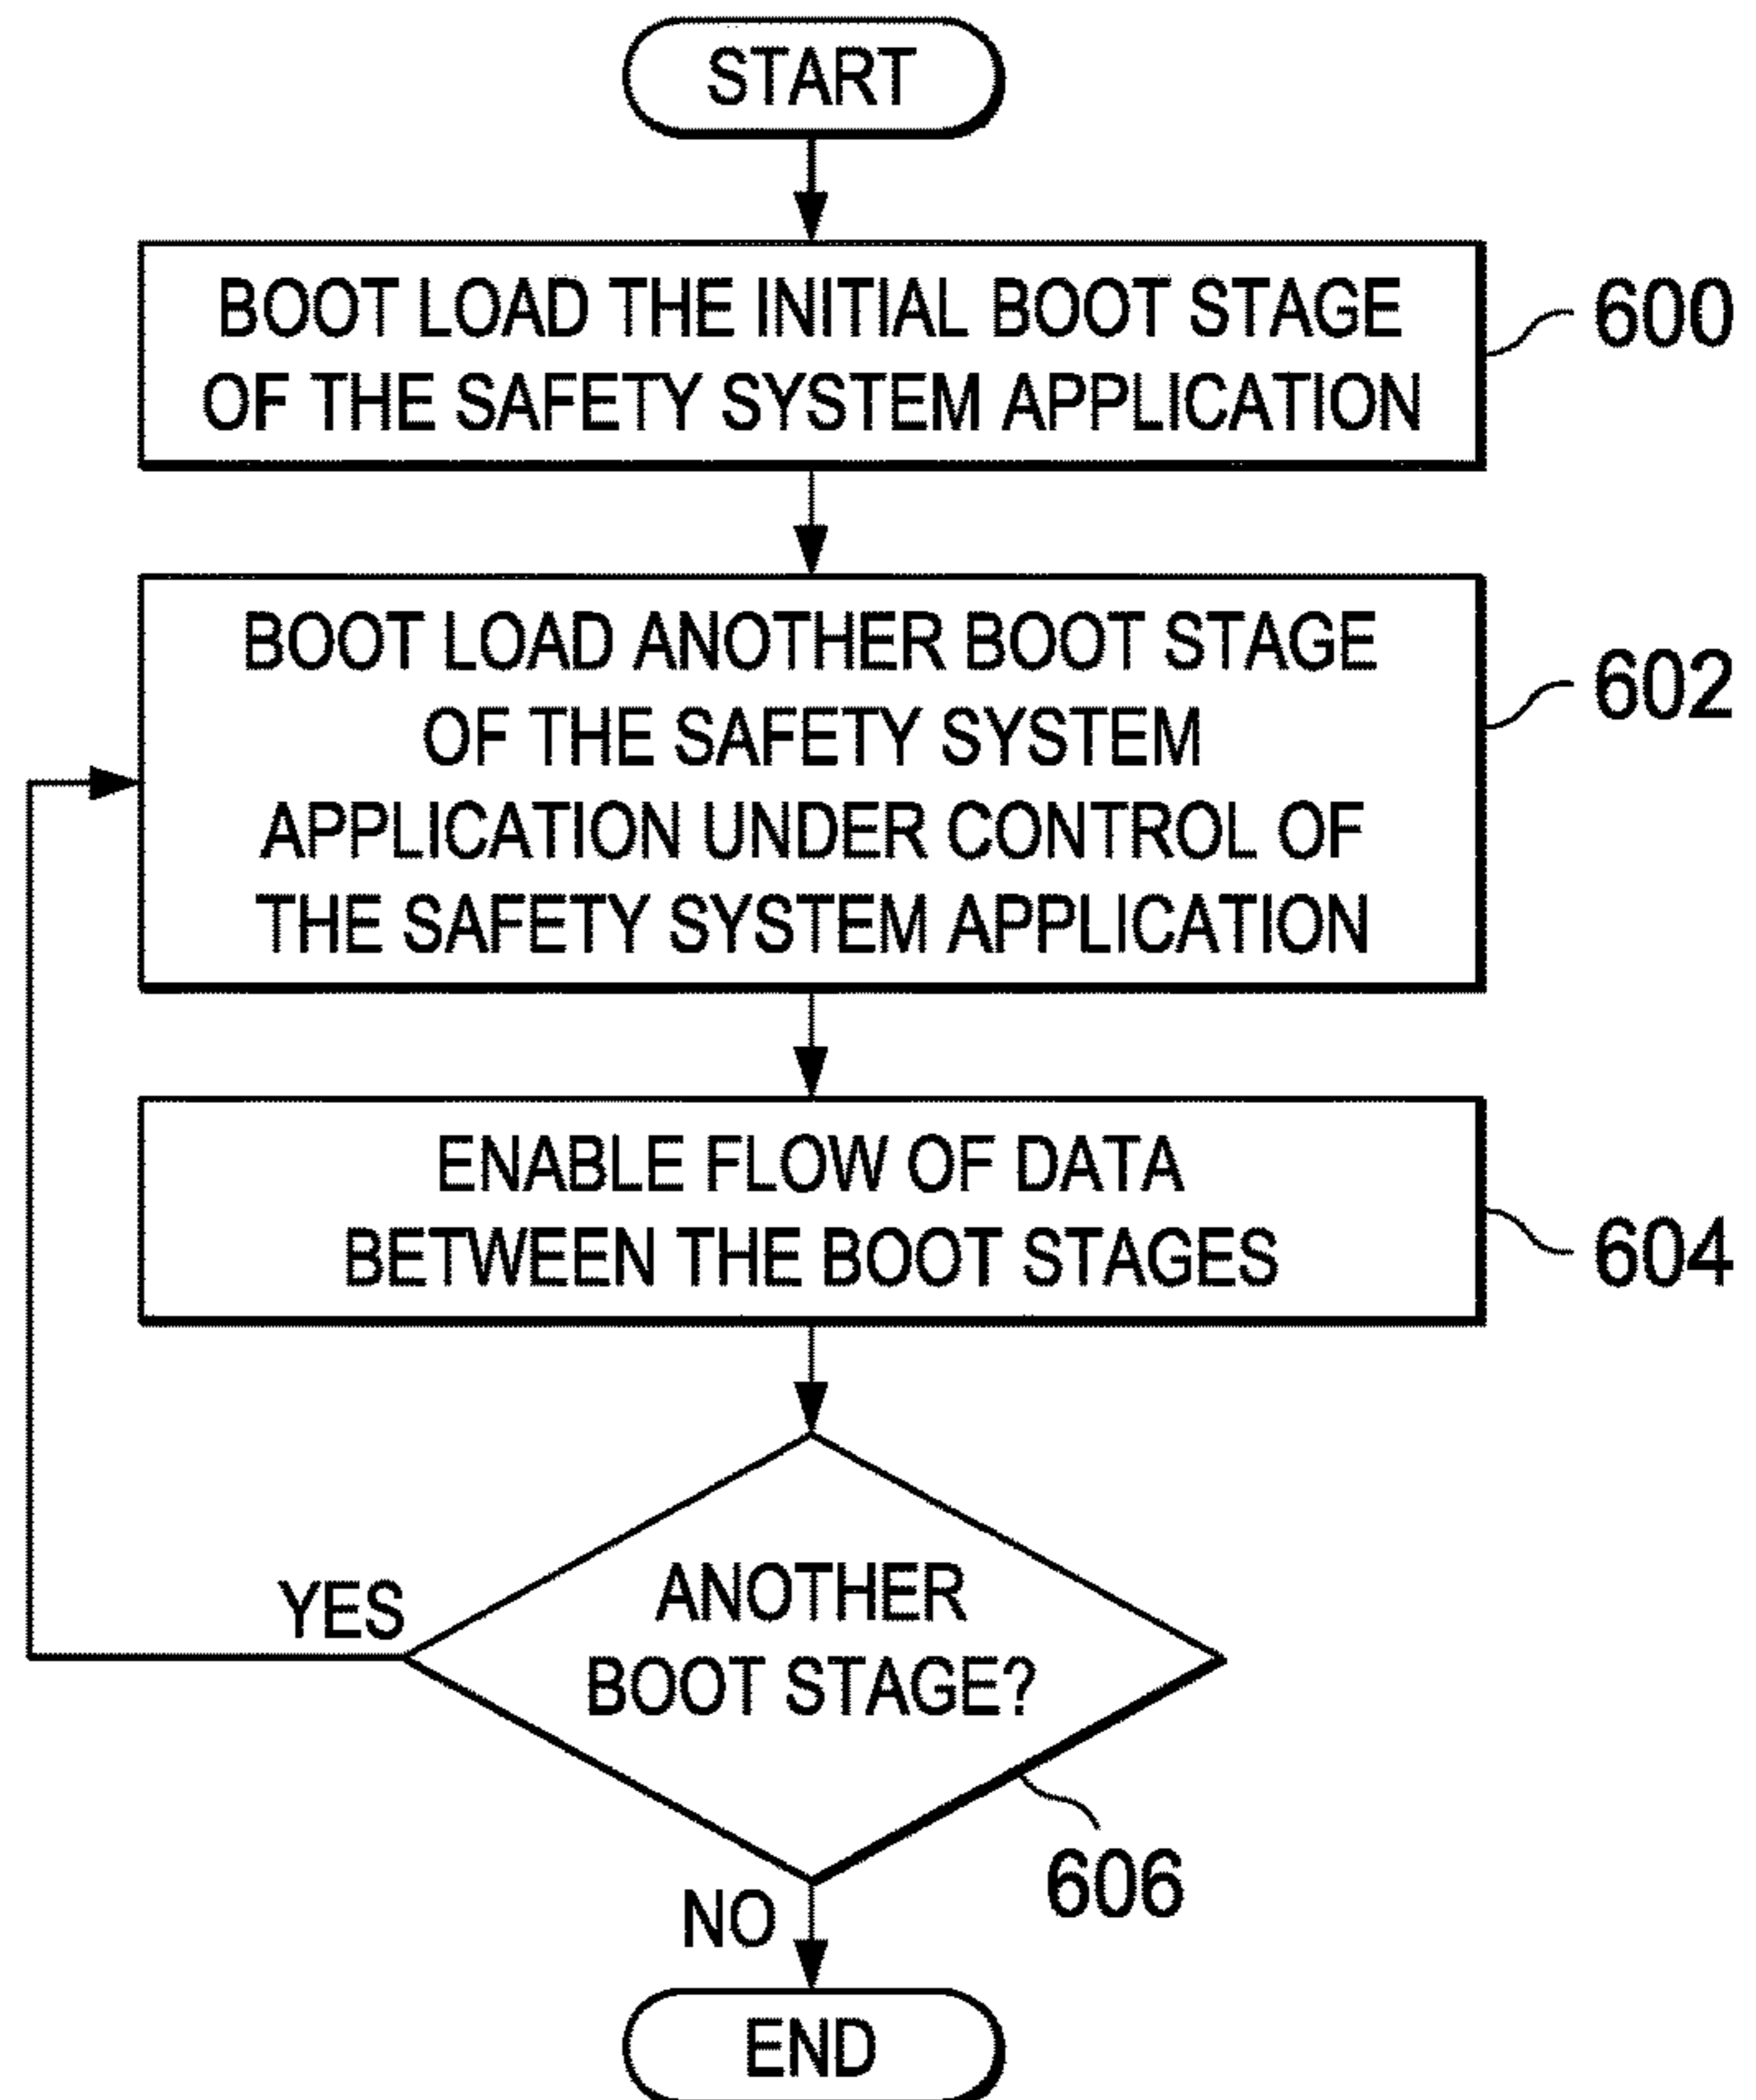 START
BOOT LOAD THE INITIAL BOOT STAGE
OF THE SAFETY SYSTEM APPLICATION
600
BOOT LOAD ANOTHER BOOT STAGE
OF THE SAFETY SYSTEM
APPLICATION UNDER CONTROL OF
THE SAFETY SYSTEM APPLICATION
602
ENABLE FLOW OF DATA
BETWEEN THE BOOT STAGES
604
ANOTHER
BOOT STAGE?
YES
606
NO
END